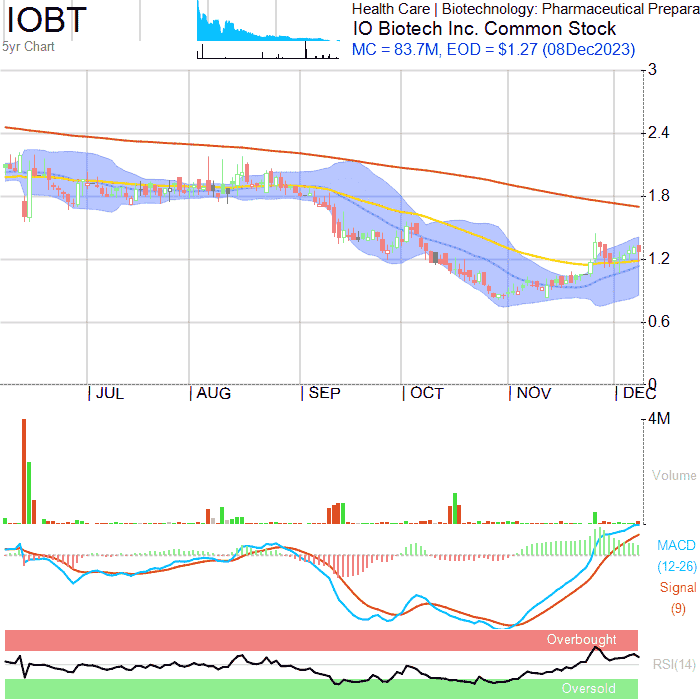 IOBT
5yr Chart
Health Care | Biotechnology: Pharmaceutical Prepara
IO Biotech Inc. Common Stock
MC = 83.7M, EOD = $1.27 (08Dec2023)
3
2.4
1.8
1.2
0.6
0
| JUL | AUG | SEP | OCT | NOV | DEC
4M
Volume
MACD
(12-26)
Signal
(9)
Overbought
RSI(14)
Oversold